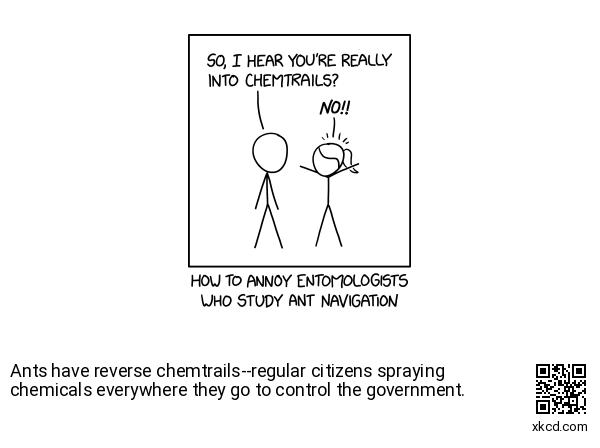 SO, I HEAR YOU'RE REALLY
INTO CHEMTRAILS?
NO!!
HOW TO ANNOY ENTOMOLOGISTS
WHO STUDY ANT NAVIGATION
Ants have reverse chemtrails--regular citizens spraying
chemicals everywhere they go to control the government.
xkcd.com